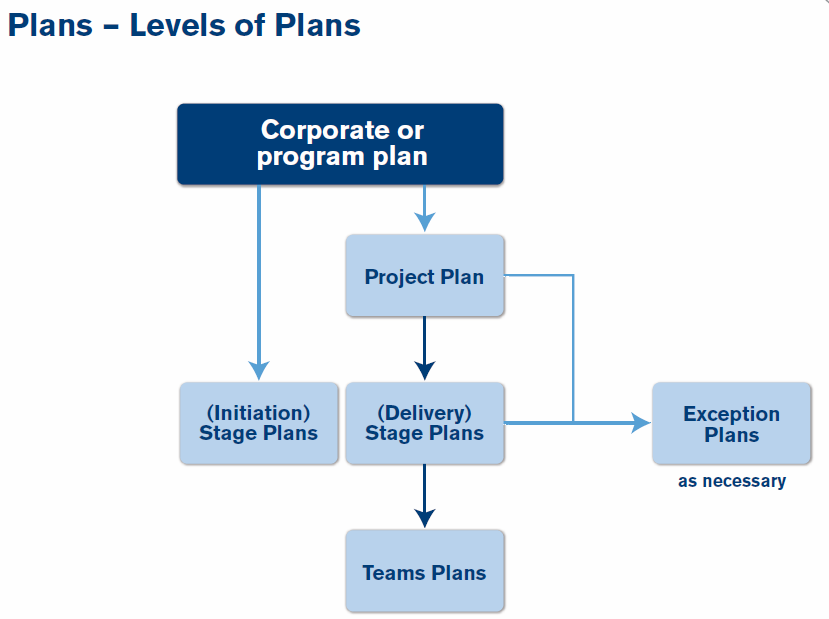 Plans – Levels of Plans
Corporate or
program plan
Project Plan
(Initiation)
Stage Plans
(Delivery)
Stage Plans
Exception
Plans
as necessary
Teams Plans